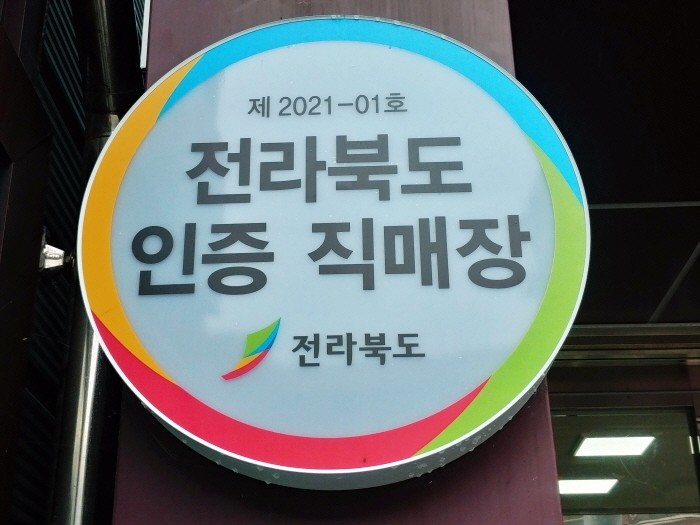 제 2021-01호
전라북도
인증 직매장
전라북도